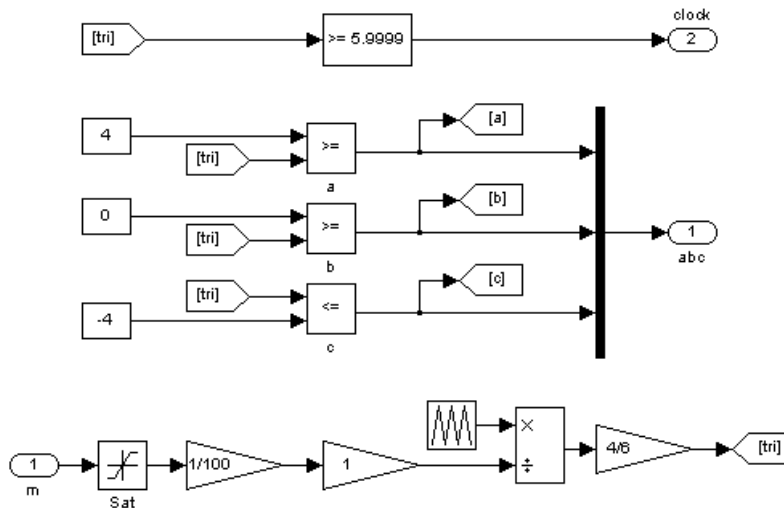 clock
[tri]
>= 5.9999
2
4
[tri]
>=
a
[a]
0
[tri]
>=
b
[b]
1
abc
[tri]
-4
<=
c
[c]
1
m
Sat
1/100
1
×
÷
4/6
[tri]